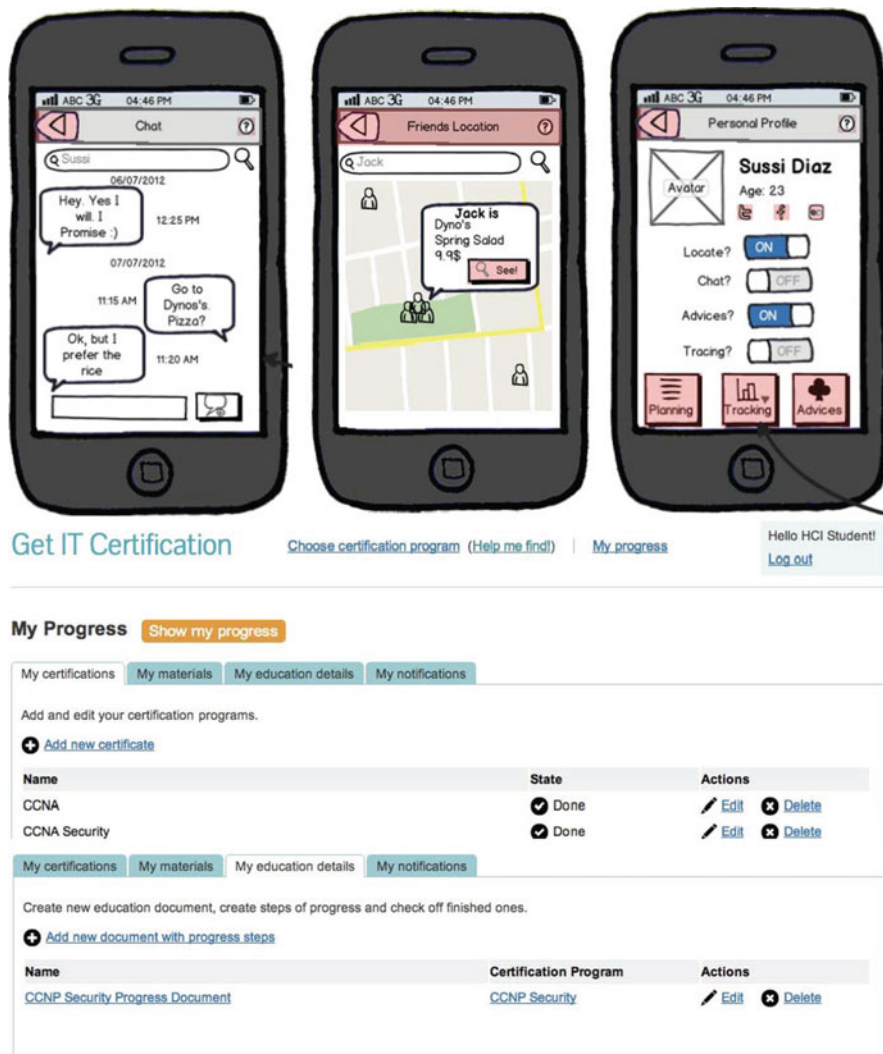 ABC 3G 04:46 PM
Chat ?
Sussi
06/07/2012
Hey. Yes I
will. I
Promise :)
12:25 PM
07/07/2012
11:15 AM
Go to
Dynos's.
Pizza?
Ok, but I
prefer the
rice
11:20 AM
ABC 3G 04:46 PM
Friends Location ?
Jack
Jack is
Dyno's
Spring Salad
9.9$
See!
ABC 3G 04:46 PM
Personal Profile ?
Avatar
Sussi Diaz
Age: 23
Locate? ON
Chat? OFF
Advices? ON
Tracing? OFF
Planning Tracking Advices
Get IT Certification Choose certification program (Help me find!) | My progress
Hello HCI Student!
Log out
My Progress Show my progress
My certifications My materials My education details My notifications
Add and edit your certification programs.
Add new certificate
Name State Actions
CCNA Done Edit Delete
CCNA Security Done Edit Delete
My certifications My materials My education details My notifications
Create new education document, create steps of progress and check off finished ones.
Add new document with progress steps
Name Certification Program Actions
CCNP Security Progress Document CCNP Security Edit Delete